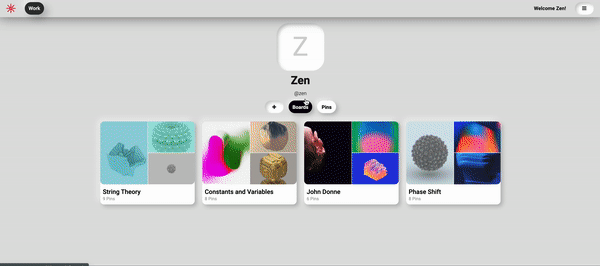 Work
Welcome Zen!
Z
Zen
@zen
+
Boards
Pins
String Theory
9 Pins
Constants and Variables
8 Pins
John Donne
6 Pins
Phase Shift
8 Pins